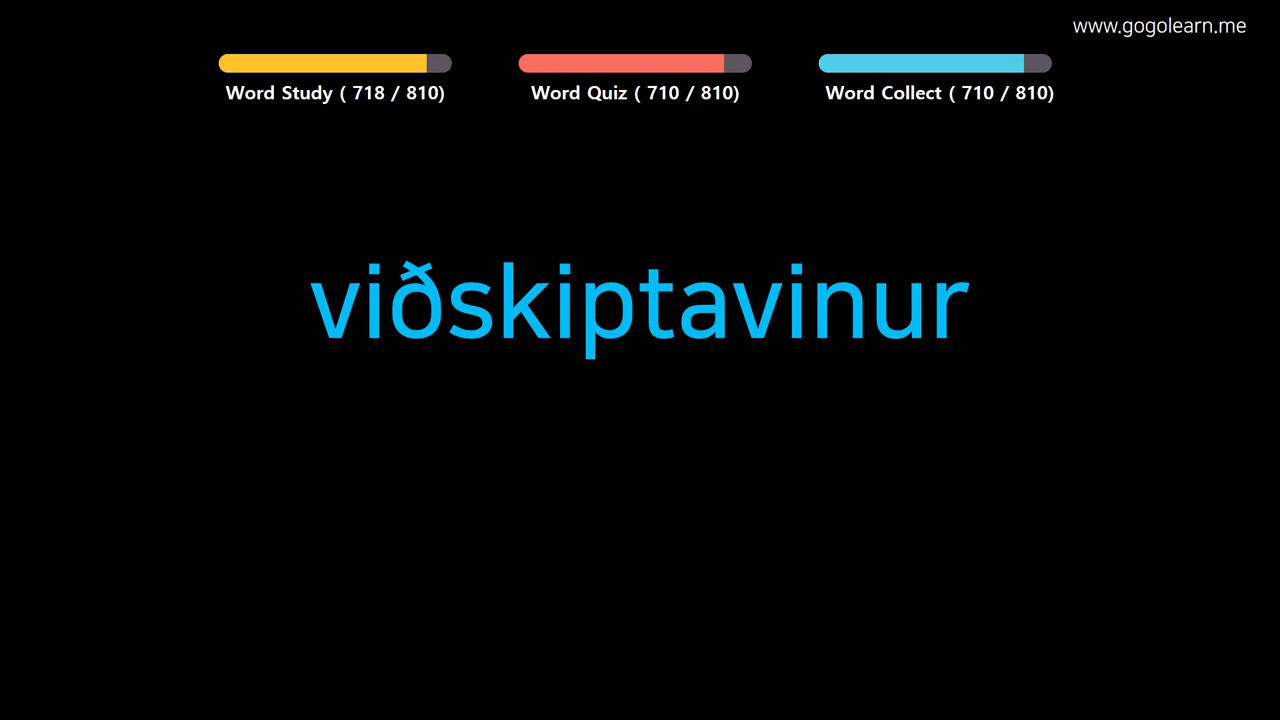 www.gogolearn.me
Word Study ( 718 / 810)
Word Quiz ( 710 / 810)
Word Collect ( 710 / 810)
viðskiptavinur